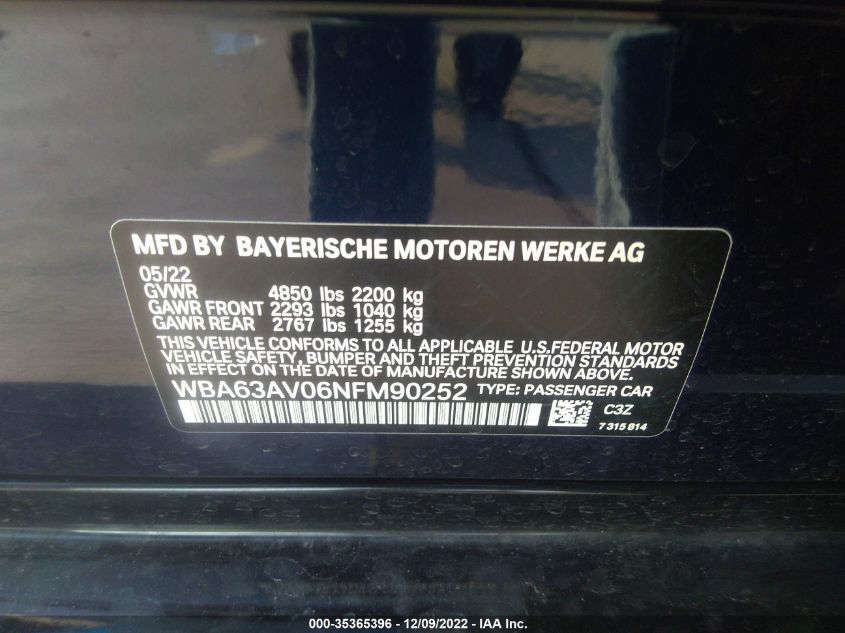 MFD BY BAYERISCHE MOTOREN WERKE AG
05/22
GVWR 4850 lbs 2200 kg
GAWR FRONT 2293 lbs 1040 kg
GAWR REAR 2767 lbs 1255 kg
THIS VEHICLE CONFORMS TO ALL APPLICABLE U.S.FEDERAL MOTOR
VEHICLE SAFETY, BUMPER AND THEFT PREVENTION STANDARDS
IN EFFECT ON THE DATE OF MANUFACTURE SHOWN ABOVE.
WBA63AV06NFM90252 TYPE: PASSENGER CAR
C3Z
7 315 814
000-35365396 - 12/09/2022 - IAA Inc.